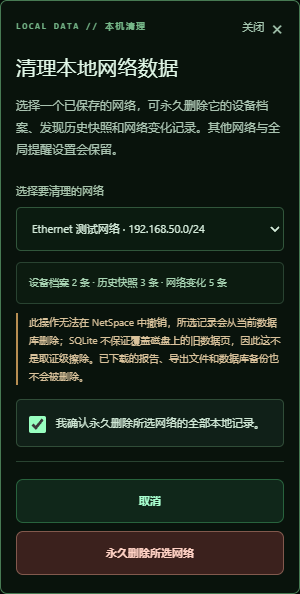 LOCAL DATA // 本机清理
关闭 ×
清理本地网络数据
选择一个已保存的网络，可永久删除它的设备档
案、发现历史快照和网络变化记录。其他网络与全
局提醒设置会保留。
选择要清理的网络
Ethernet 测试网络 · 192.168.50.0/24
设备档案 2 条 · 历史快照 3 条 · 网络变化 5 条
此操作无法在 NetSpace 中撤销，所选记录会从当前数据
库删除；SQLite 不保证覆盖磁盘上的旧数据页，因此这不
是取证级擦除。已下载的报告、导出文件和数据库备份也
不会被删除。
我确认永久删除所选网络的全部本地记录。
取消
永久删除所选网络